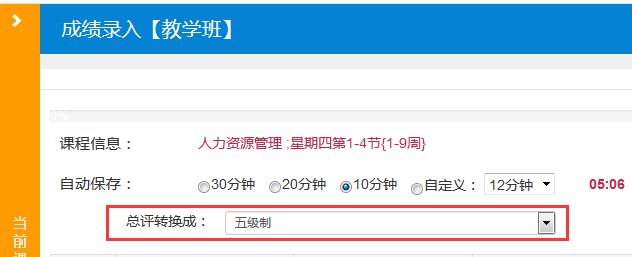 成绩录入【教学班】
0%
课程信息： 人力资源管理 ;星期四第1-4节{1-9周}
自动保存： 30分钟 20分钟 10分钟 自定义： 12分钟 05:06
总评转换成： 五级制
当
前